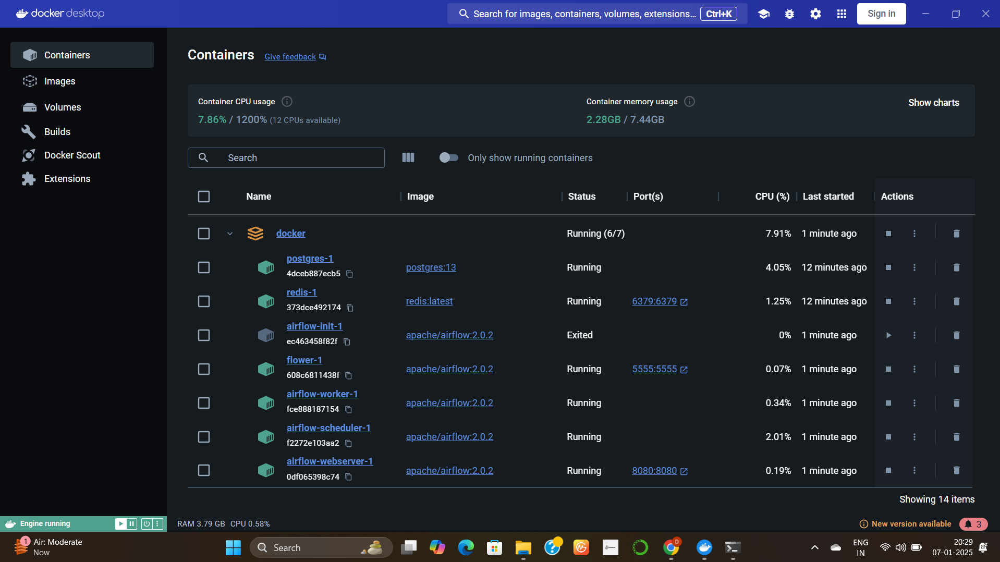 docker desktop
Search for images, containers, volumes, extensions... Ctrl+K
Sign in
Containers
Images
Volumes
Builds
Docker Scout
Extensions
Containers Give feedback
Container CPU usage
7.86% / 1200% (12 CPUs available)
Container memory usage
2.28GB / 7.44GB
Show charts
Search
Only show running containers
Name Image Status Port(s) CPU (%) Last started Actions
docker Running (6/7) 7.91% 1 minute ago
postgres-1
4dceb887ecb5 postgres:13 Running 4.05% 12 minutes ago
redis-1
373dce492174 redis:latest Running 6379:6379 1.25% 12 minutes ago
airflow-init-1
ec463458f82f apache/airflow:2.0.2 Exited 0% 1 minute ago
flower-1
608c6811438f apache/airflow:2.0.2 Running 5555:5555 0.07% 1 minute ago
airflow-worker-1
fce888187154 apache/airflow:2.0.2 Running 0.34% 1 minute ago
airflow-scheduler-1
f2272e103aa2 apache/airflow:2.0.2 Running 2.01% 1 minute ago
airflow-webserver-1
0df065398c74 apache/airflow:2.0.2 Running 8080:8080 0.19% 1 minute ago
Showing 14 items
Engine running
RAM 3.79 GB CPU 0.58%
New version available
3
1
Air: Moderate
Now
Search
D
ENG
IN
20:29
07-01-2025